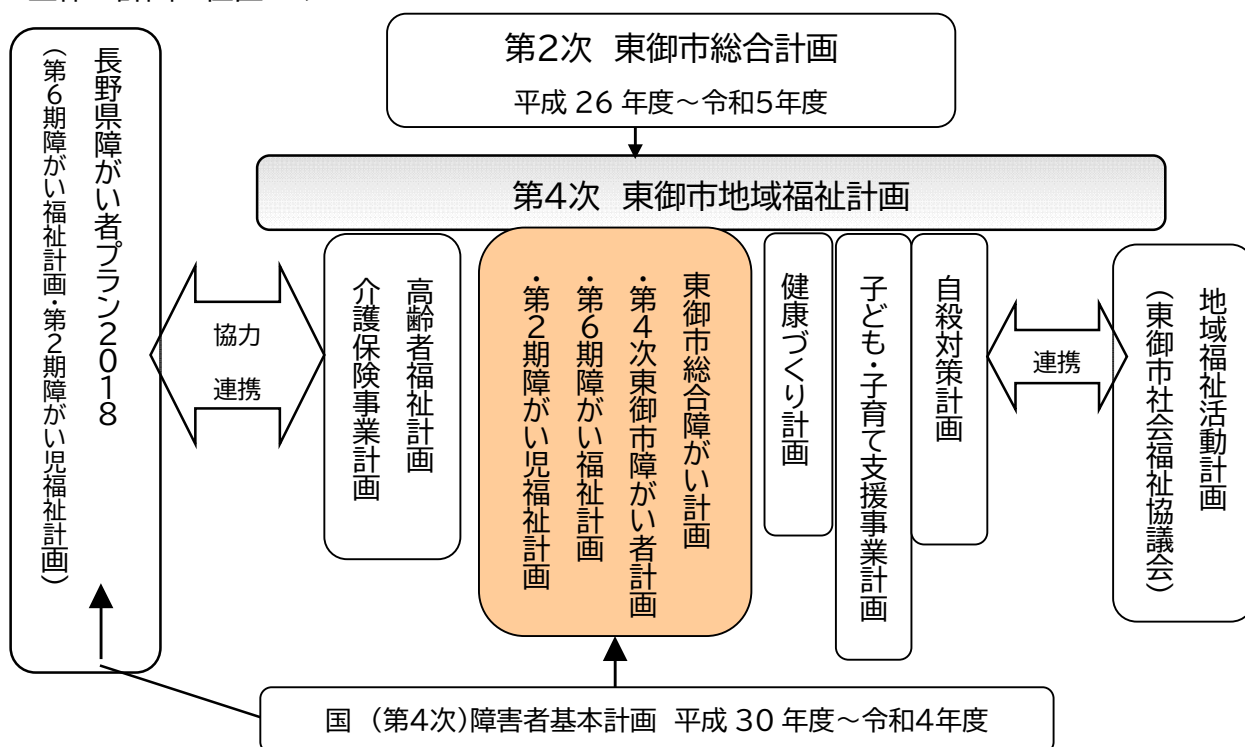 第2次 東御市総合計画
平成 26 年度～令和5年度
第4次 東御市地域福祉計画
長野県障がい者プラン2018
(第6期障がい福祉計画・第2期障がい児福祉計画)
協力
連携
高齢者福祉計画
介護保険事業計画
東御市総合障がい計画
・第4次東御市障がい者計画
・第6期障がい福祉計画
・第2期障がい児福祉計画
健康づくり計画
子ども・子育て支援事業計画
自殺対策計画
連携
地域福祉活動計画
(東御市社会福祉協議会)
国 (第4次)障害者基本計画 平成 30 年度～令和4年度